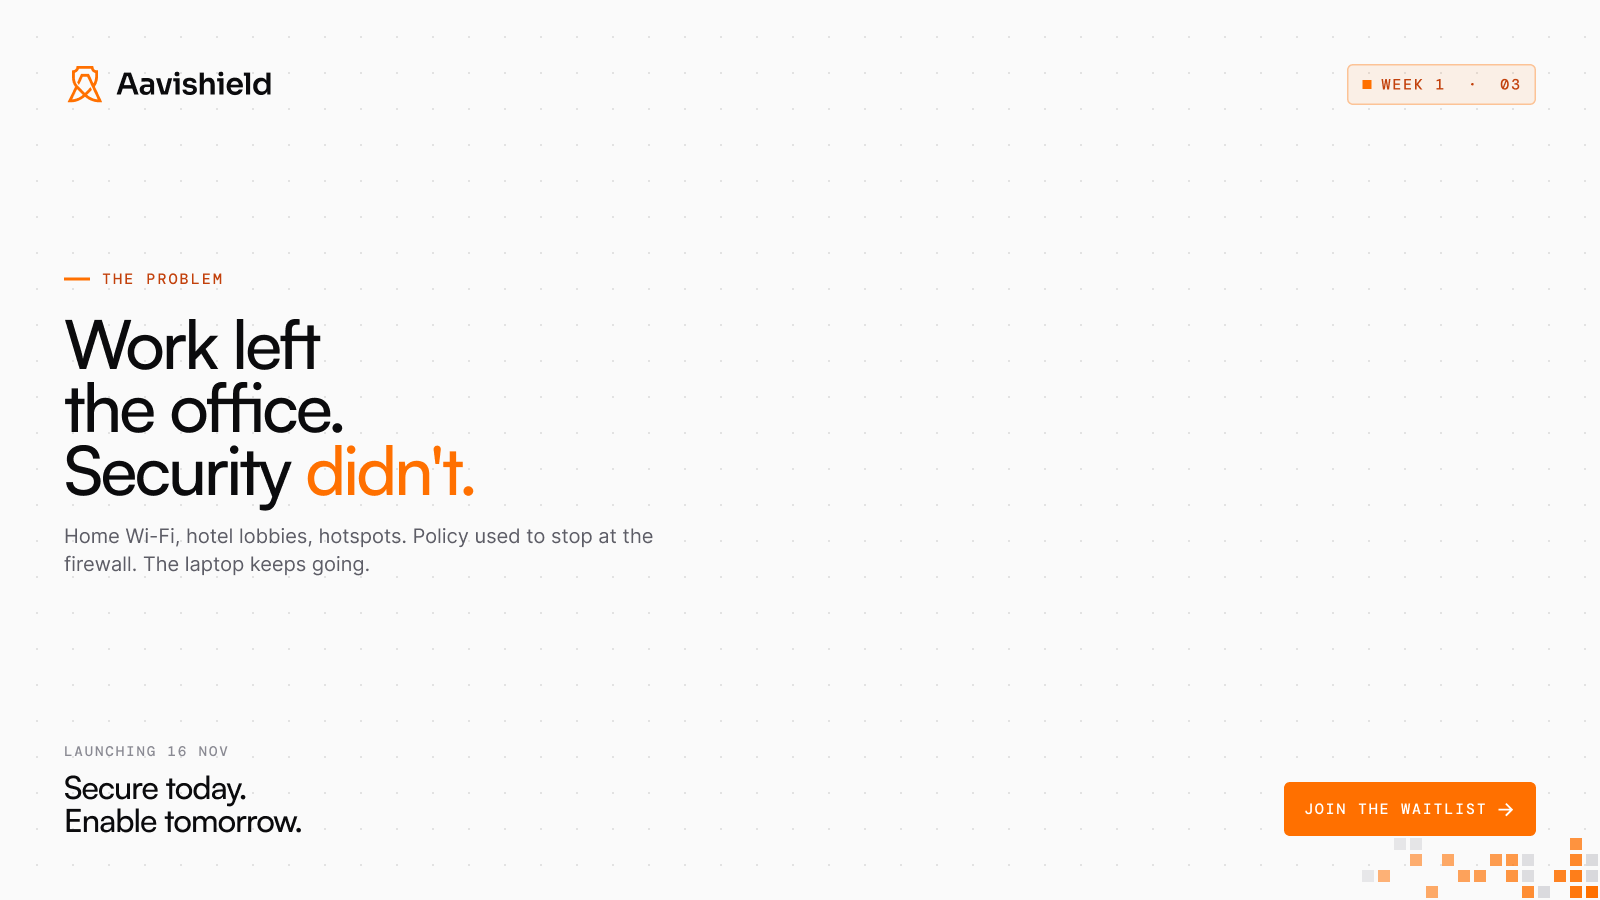 Aavishield
WEEK 1 · 03
THE PROBLEM
Work left
the office.
Security didn't.
Home Wi-Fi, hotel lobbies, hotspots. Policy used to stop at the
firewall. The laptop keeps going.
LAUNCHING 16 NOV
Secure today.
Enable tomorrow.
JOIN THE WAITLIST →